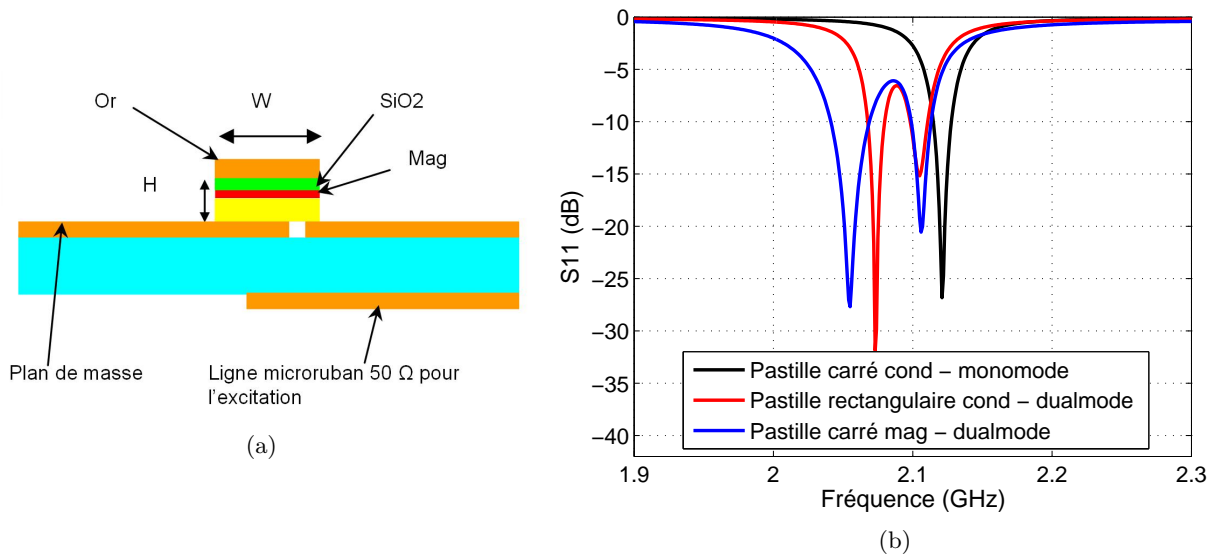 Or
W
SiO2
Mag
H
Plan de masse
Ligne microruban 50 Ω pour
l'excitation
(a)
0
−5
−10
−15
−20
−25
−30
−35
−40
S11 (dB)
Pastille carré cond − monomode
Pastille rectangulaire cond − dualmode
Pastille carré mag − dualmode
1.9
2
2.1
2.2
2.3
Fréquence (GHz)
(b)